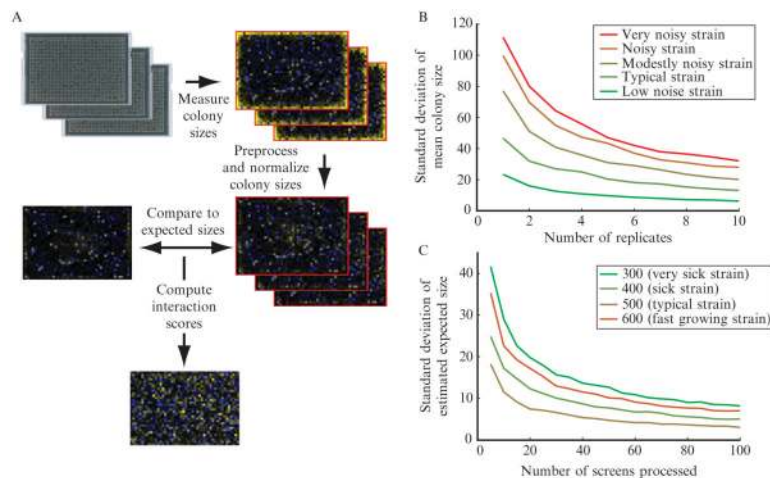 A
Measure
colony
sizes
Preprocess
and normalize
colony sizes
Compare to
expected sizes
Compute
interaction
scores
B
Standard deviation of
mean colony size
120
100
80
60
40
20
0
Very noisy strain
Noisy strain
Modestly noisy strain
Typical strain
Low noise strain
0
2
4
6
8
10
Number of replicates
C
Standard deviation of
estimated expected size
40
30
20
10
0
300 (very sick strain)
400 (sick strain)
500 (typical strain)
600 (fast growing strain)
0
20
40
60
80
100
Number of screens processed